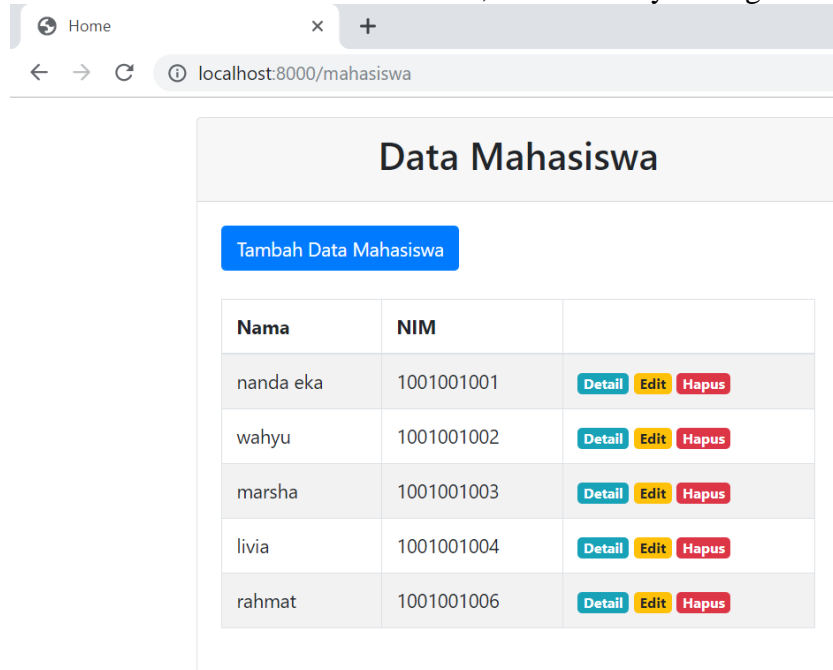 Home
localhost:8000/mahasiswa
Data Mahasiswa
Tambah Data Mahasiswa
Nama NIM
nanda eka 1001001001 Detail Edit Hapus
wahyu 1001001002 Detail Edit Hapus
marsha 1001001003 Detail Edit Hapus
livia 1001001004 Detail Edit Hapus
rahmat 1001001006 Detail Edit Hapus